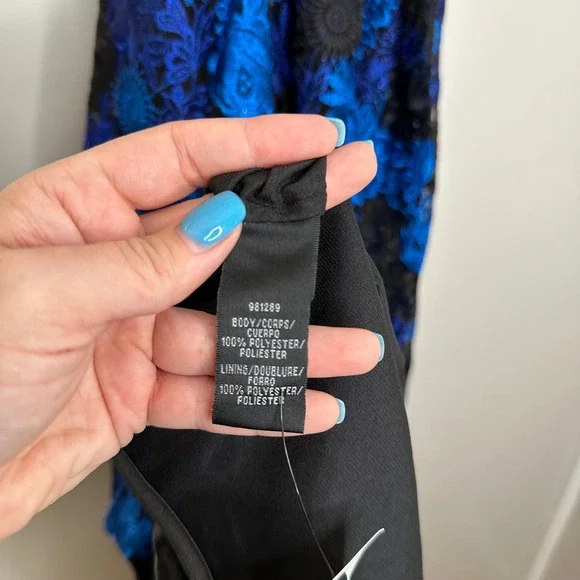 981289
BODY/CORPS/
CUERPO
100% POLYESTER/
POLIESTER
LINING/DOUBLURE/
FORRO
100% POLYESTER/
POLIESTER